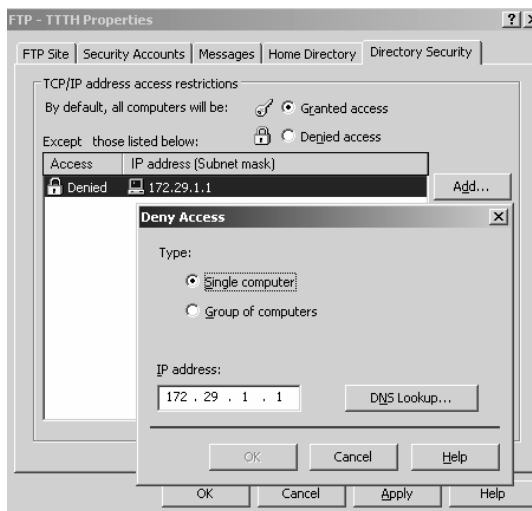 FTP - TTTH Properties
FTP Site Security Accounts Messages Home Directory Directory Security
TCP/IP address access restrictions
By default, all computers will be: Granted access
Denied access
Except those listed below:
Access IP address (Subnet mask)
Denied 172.29.1.1
Add...
Deny Access
Type:
Single computer
Group of computers
IP address:
172 . 29 . 1 . 1 DNS Lookup...
OK Cancel Help
OK Cancel Apply Help